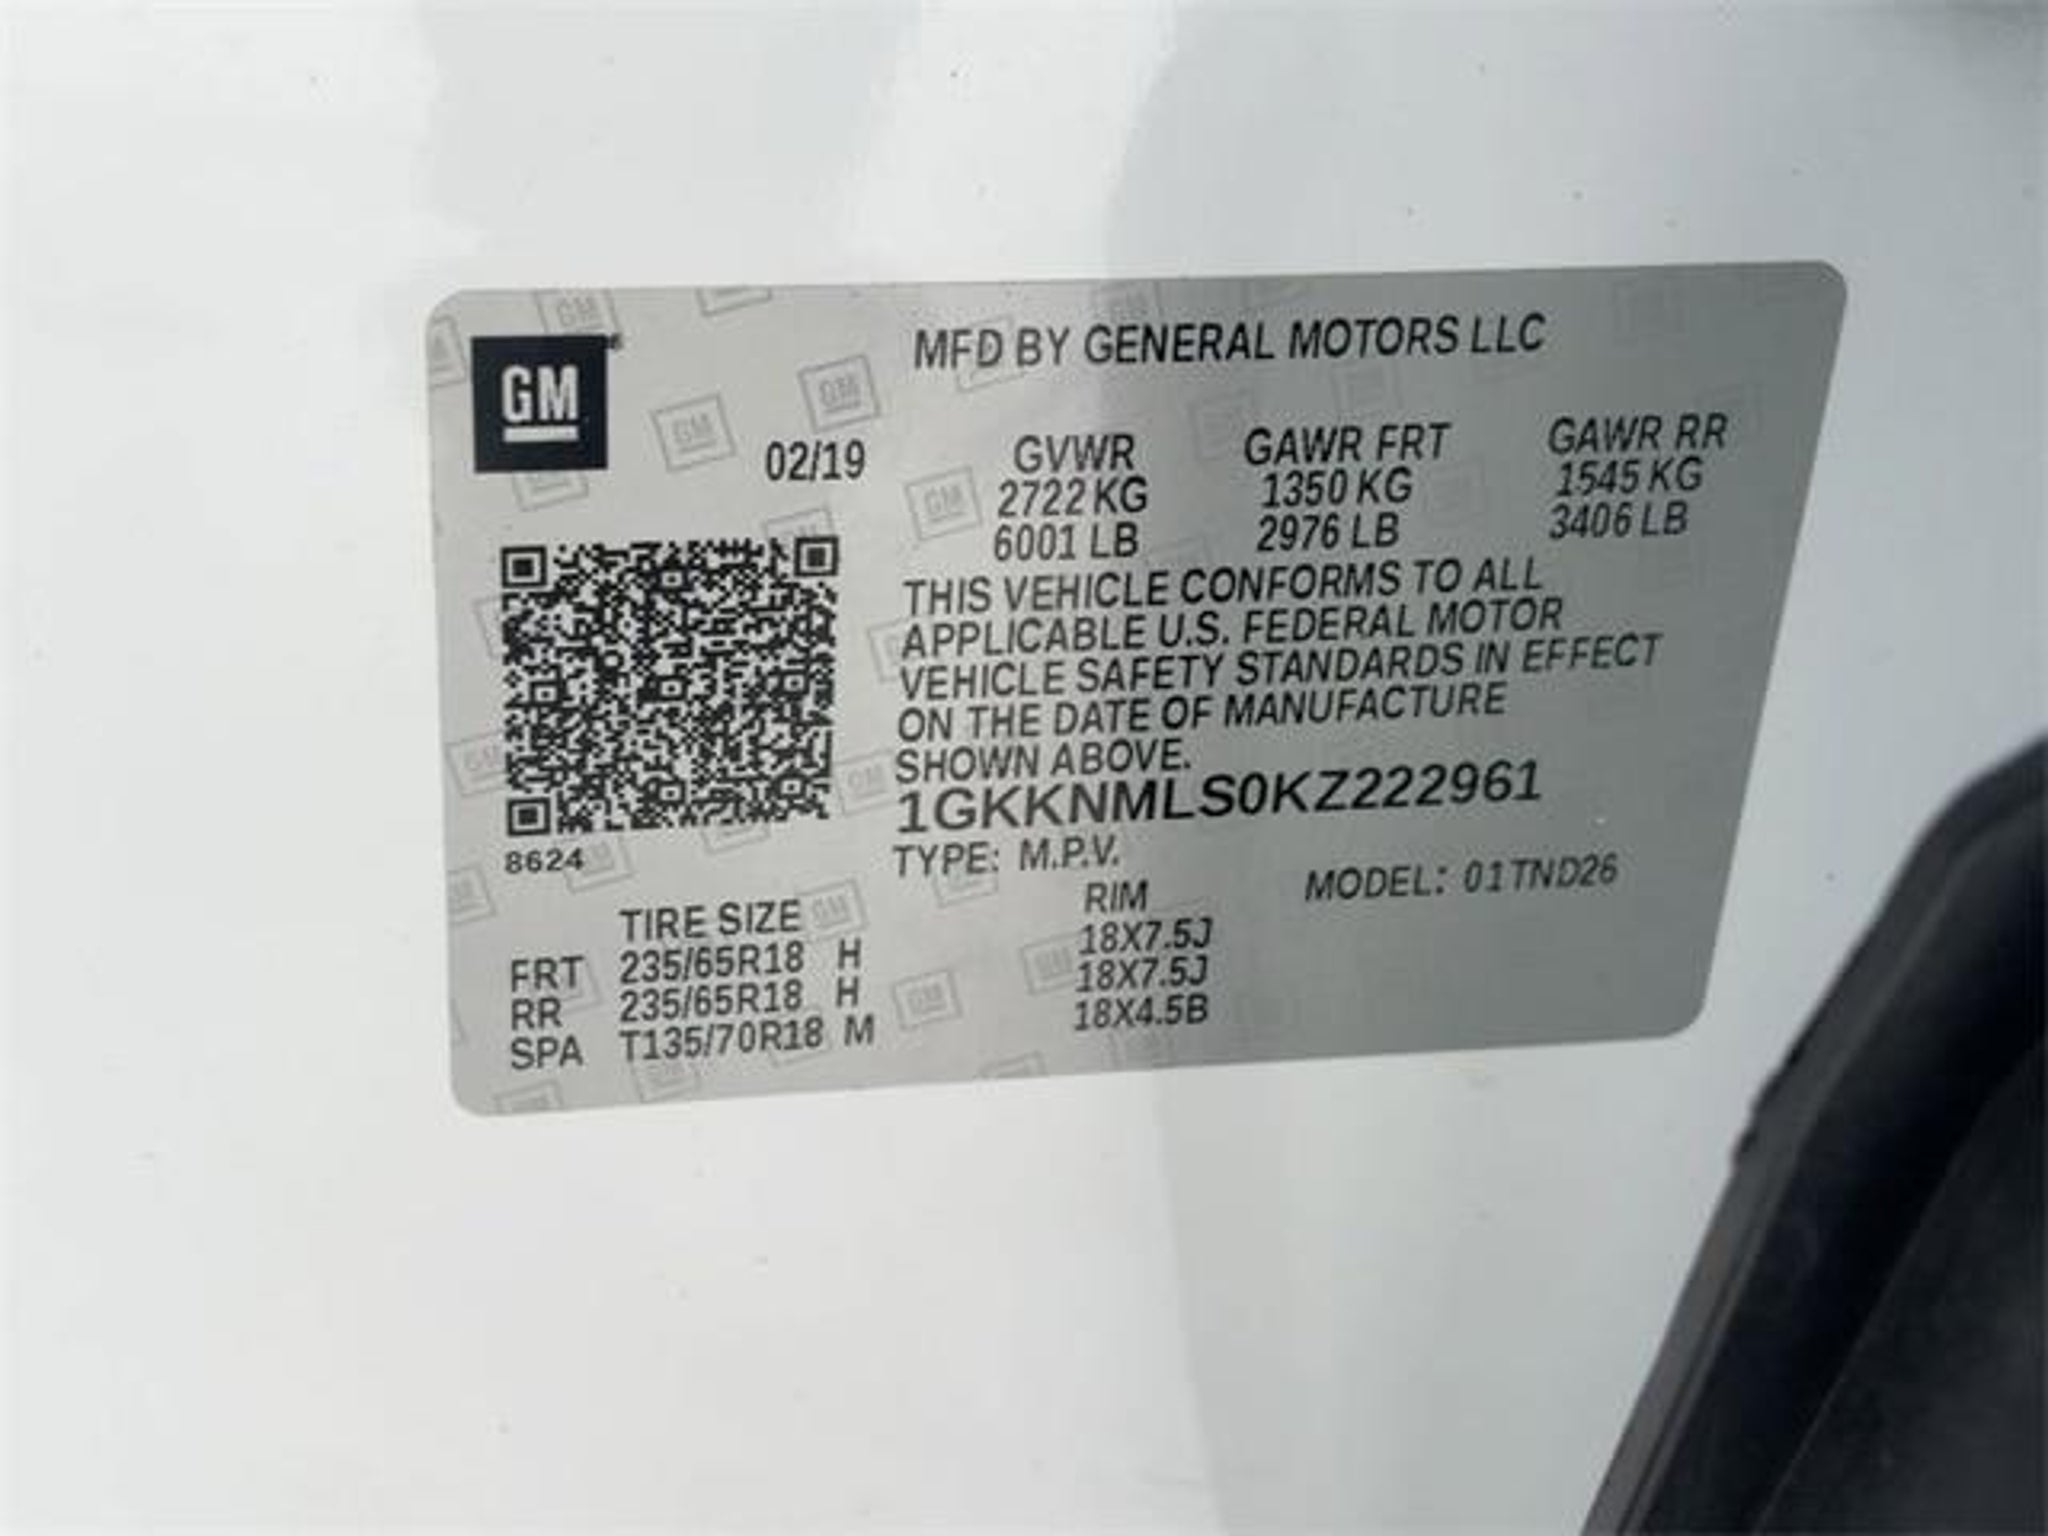 GM
MFD BY GENERAL MOTORS LLC
02/19
GVWR GAWR FRT GAWR RR
2722 KG 1350 KG 1545 KG
6001 LB 2976 LB 3406 LB
THIS VEHICLE CONFORMS TO ALL
APPLICABLE U.S. FEDERAL MOTOR
VEHICLE SAFETY STANDARDS IN EFFECT
ON THE DATE OF MANUFACTURE
SHOWN ABOVE.
1GKKNMLS0KZ222961
8624
TYPE: M.P.V. MODEL: 01TND26
TIRE SIZE RIM
FRT 235/65R18 H 18X7.5J
RR 235/65R18 H 18X7.5J
SPA T135/70R18 M 18X4.5B